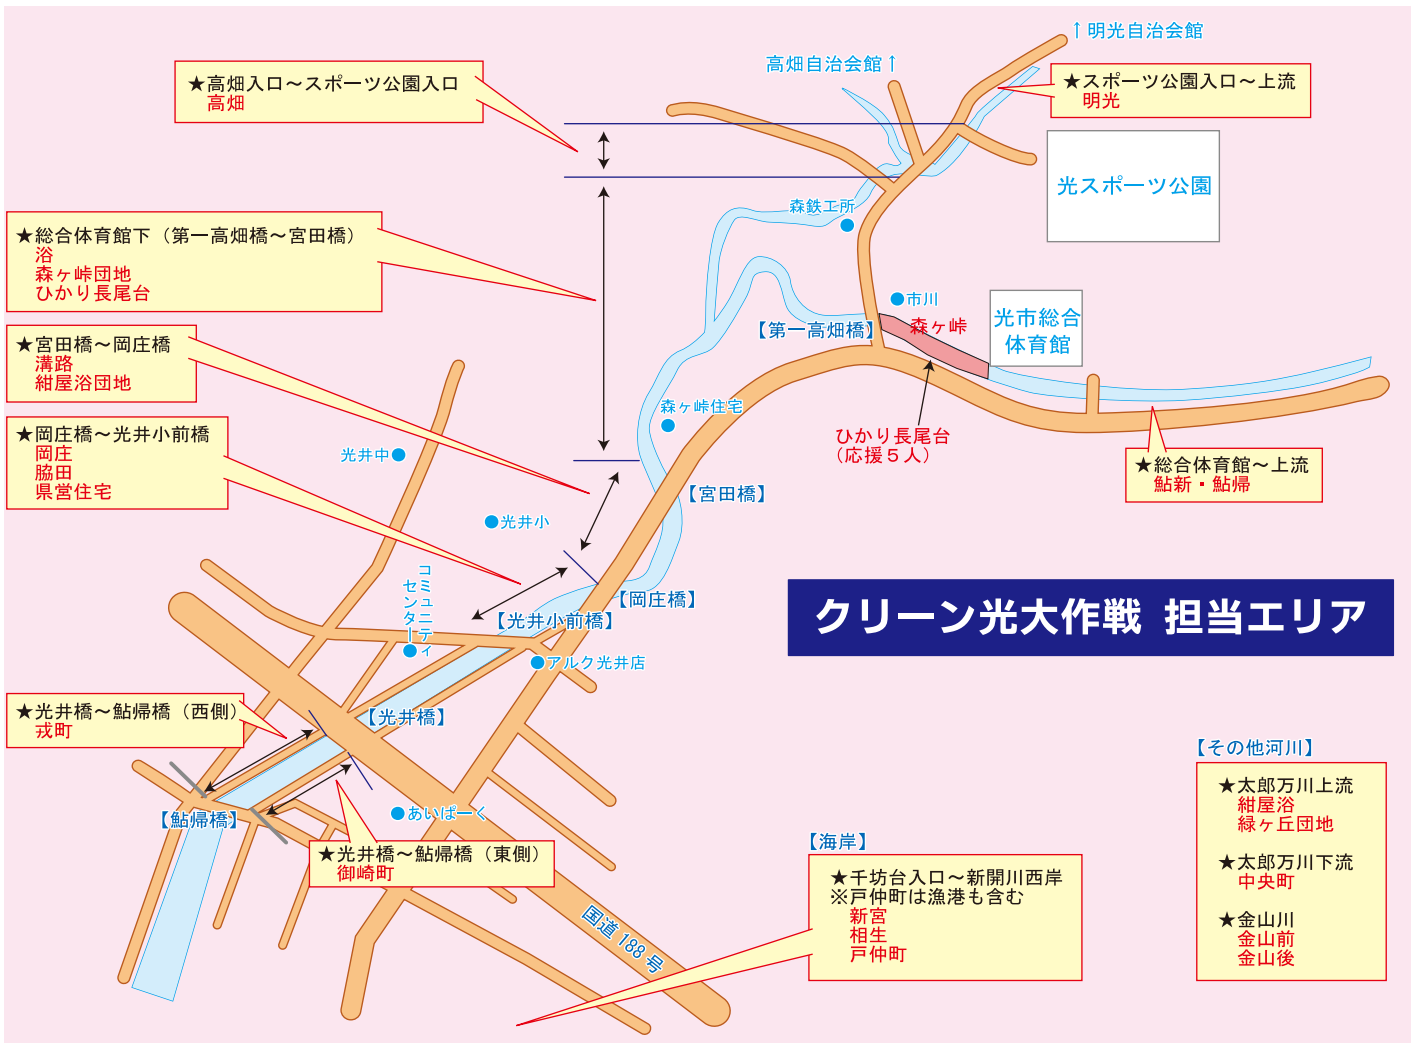 ↑明光自治会館
高畑自治会館↑
★高畑入口～スポーツ公園入口
高畑
★スポーツ公園入口～上流
明光
光スポーツ公園
森鉄工所
★総合体育館下（第一高畑橋～宮田橋）
浴
森ヶ峠団地
ひかり長尾台
市川
【第一高畑橋】
森ヶ峠
光市総合
体育館
★宮田橋～岡庄橋
溝路
紺屋浴団地
森ヶ峠住宅
★岡庄橋～光井小前橋
岡庄
脇田
県営住宅
光井中
ひかり長尾台
（応援５人）
★総合体育館～上流
鮎新・鮎帰
【宮田橋】
光井小
コミュニティ
センター
【岡庄橋】
【光井小前橋】
クリーン光大作戦 担当エリア
アルク光井店
★光井橋～鮎帰橋（西側）
戎町
【光井橋】
【鮎帰橋】
あいぱーく
★光井橋～鮎帰橋（東側）
御崎町
国道188号
【海岸】
★千坊台入口～新開川西岸
※戸仲町は漁港も含む
新宮
相生
戸仲町
【その他河川】
★太郎万川上流
紺屋浴
緑ヶ丘団地
★太郎万川下流
中央町
★金山川
金山前
金山後